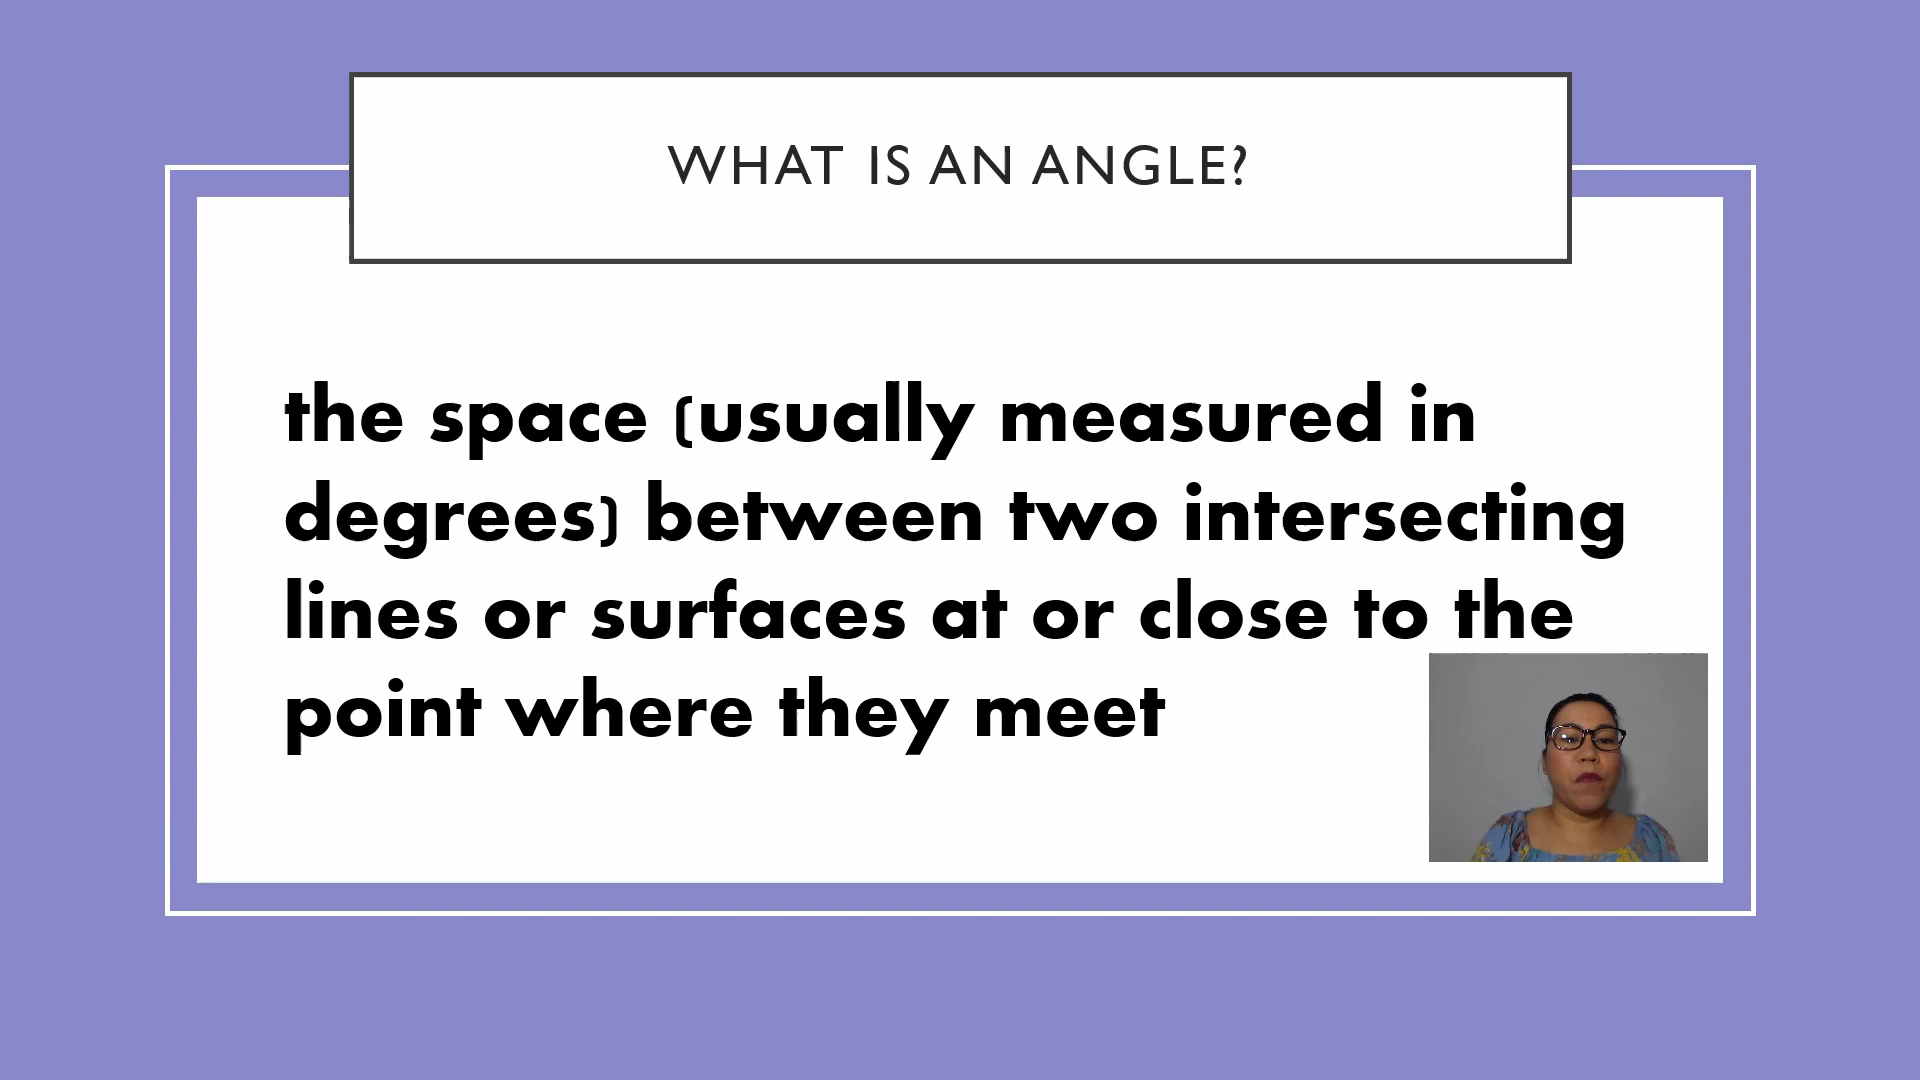 WHAT IS AN ANGLE?
the space (usually measured in
degrees) between two intersecting
lines or surfaces at or close to the
point where they meet